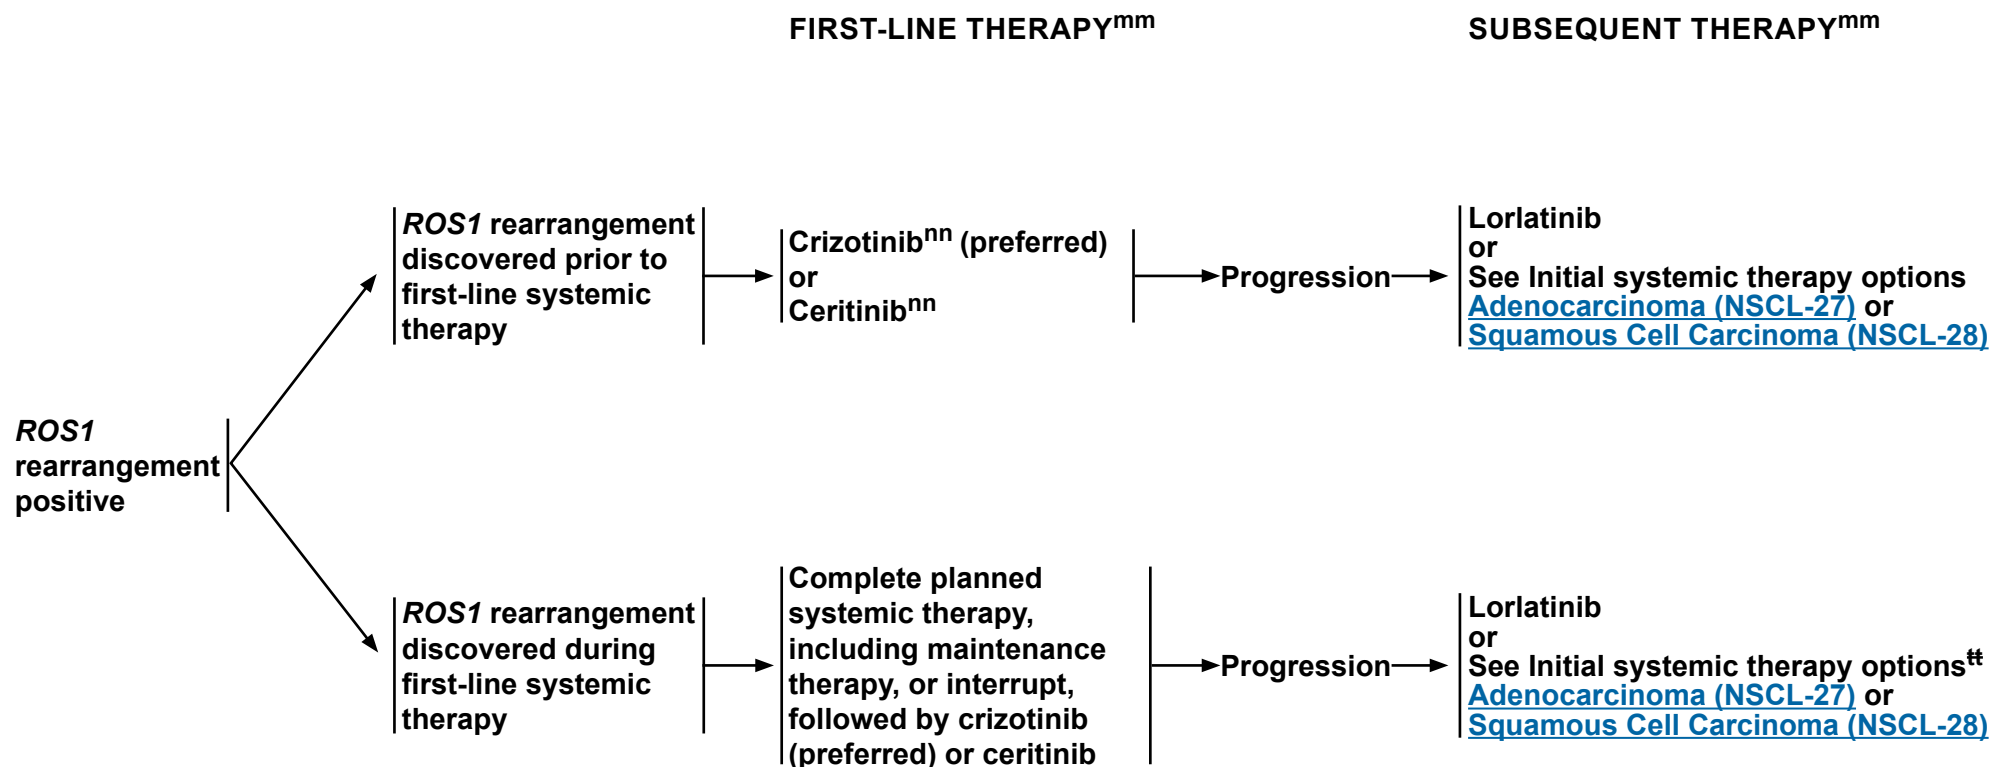 FIRST-LINE THERAPYmm
SUBSEQUENT THERAPYmm
ROS1
rearrangement
positive
ROS1 rearrangement
discovered prior to
first-line systemic
therapy
Crizotinibnn (preferred)
or
Ceritinibnn
Progression
Lorlatinib
or
See Initial systemic therapy options
Adenocarcinoma (NSCL-27) or
Squamous Cell Carcinoma (NSCL-28)
ROS1 rearrangement
discovered during
first-line systemic
therapy
Complete planned
systemic therapy,
including maintenance
therapy, or interrupt,
followed by crizotinib
(preferred) or ceritinib
Progression
Lorlatinib
or
See Initial systemic therapy optionstt
Adenocarcinoma (NSCL-27) or
Squamous Cell Carcinoma (NSCL-28)